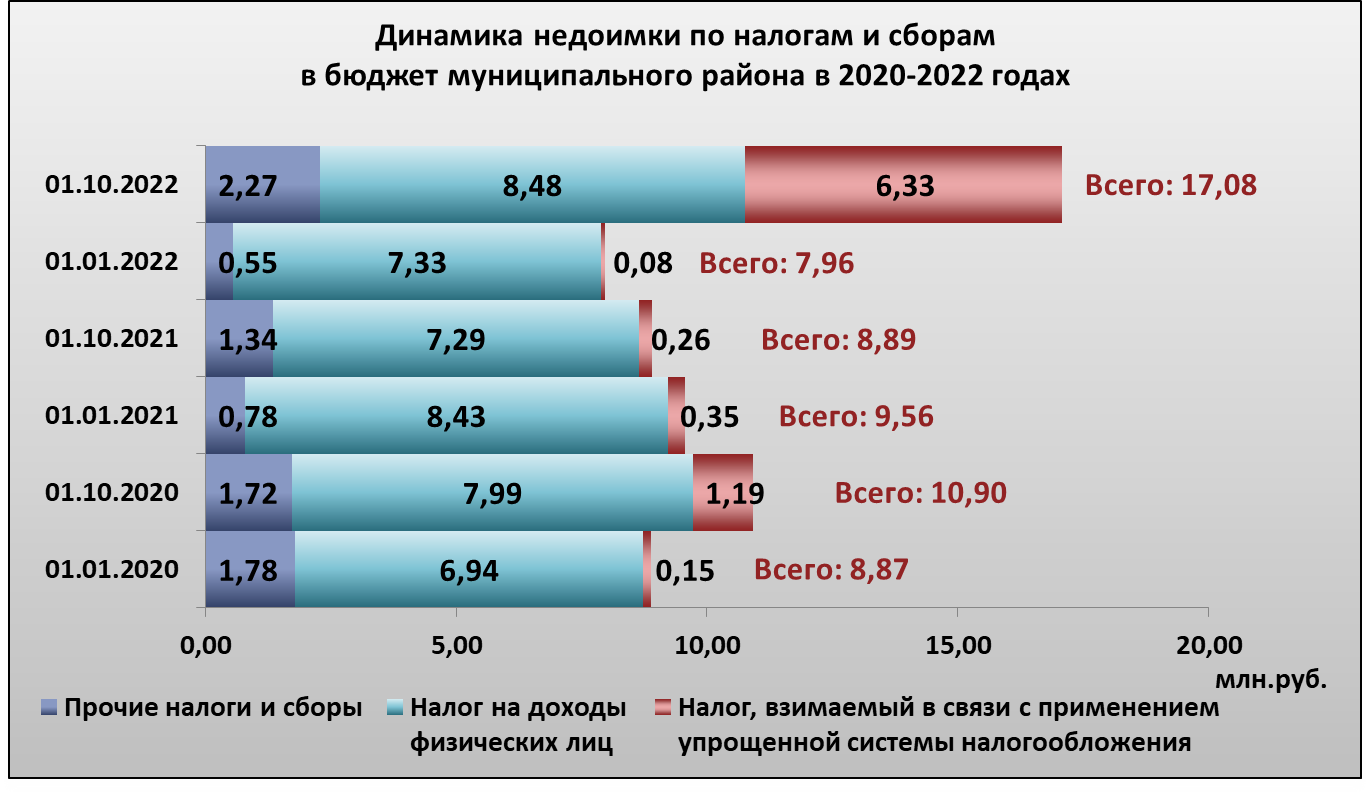 Динамика недоимки по налогам и сборам
в бюджет муниципального района в 2020-2022 годах
01.10.2022 2,27 8,48 6,33 Всего: 17,08
01.01.2022 0,55 7,33 0,08 Всего: 7,96
01.10.2021 1,34 7,29 0,26 Всего: 8,89
01.01.2021 0,78 8,43 0,35 Всего: 9,56
01.10.2020 1,72 7,99 1,19 Всего: 10,90
01.01.2020 1,78 6,94 0,15 Всего: 8,87
0,00 5,00 10,00 15,00 20,00
млн.руб.
Прочие налоги и сборы
Налог на доходы
физических лиц
Налог, взимаемый в связи с применением
упрощенной системы налогообложения